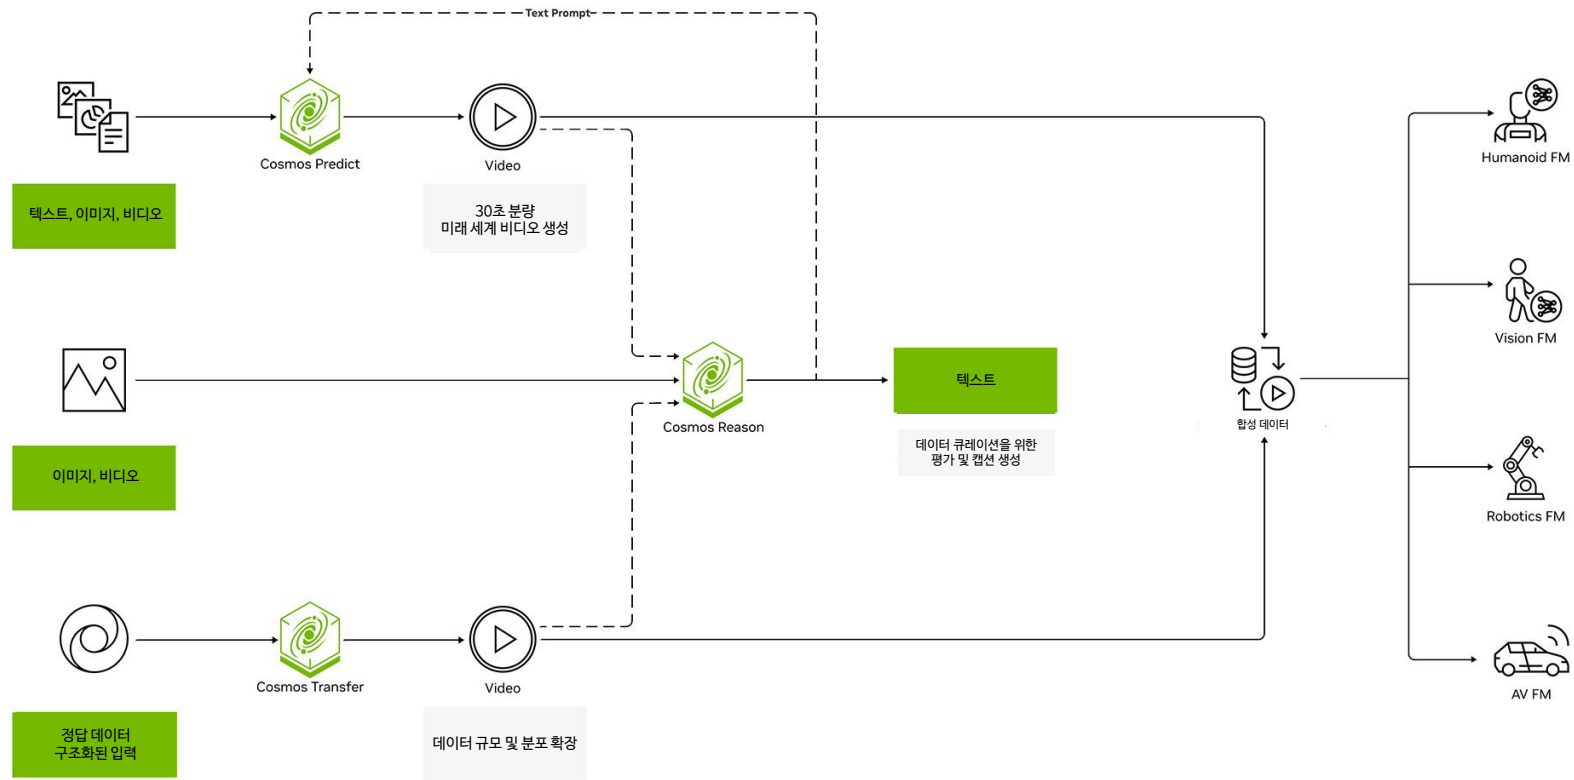 Text Prompt
Cosmos Predict
Video
Humanoid FM
텍스트, 이미지, 비디오
30초 분량
미래 세계 비디오 생성
Vision FM
Cosmos Reason
텍스트
합성 데이터
데이터 큐레이션을 위한
평가 및 캡션 생성
이미지, 비디오
Robotics FM
Cosmos Transfer
Video
AV FM
정답 데이터
구조화된 입력
데이터 규모 및 분포 확장